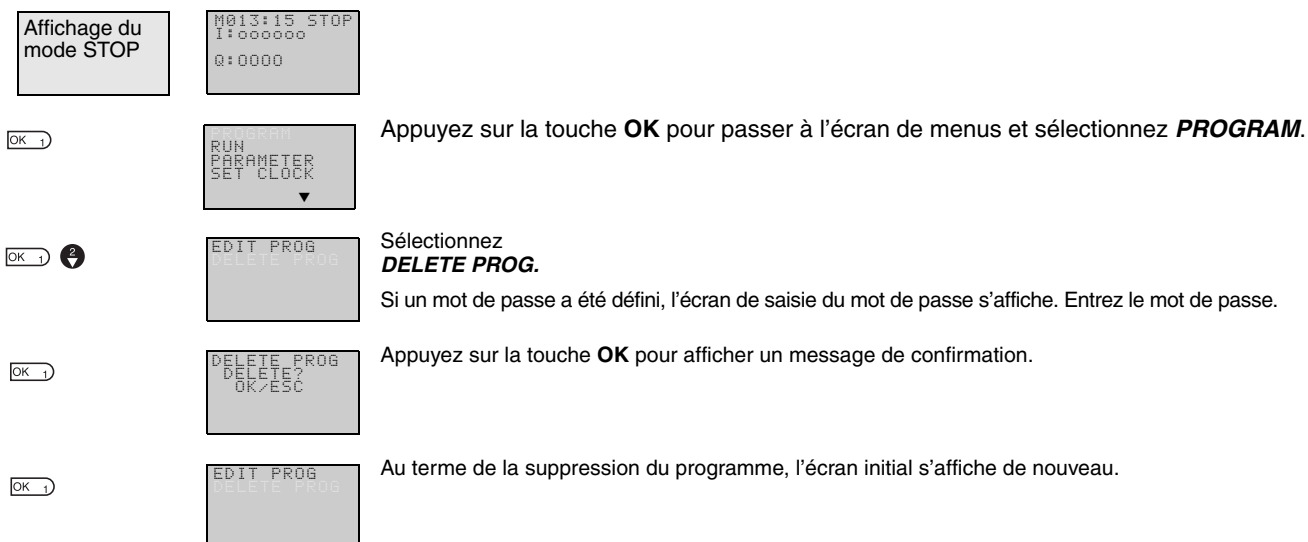 Affichage du
mode STOP
M013:15 STOP
I:oooooo
Q:0000
OK 1
PROGRAM
RUN
PARAMETER
SET CLOCK
▼
Appuyez sur la touche OK pour passer à l’écran de menus et sélectionnez PROGRAM.
OK 1 2
EDIT PROG
DELETE PROG
Sélectionnez
DELETE PROG.
Si un mot de passe a été défini, l’écran de saisie du mot de passe s’affiche. Entrez le mot de passe.
OK 1
DELETE PROG
DELETE?
OK/ESC
Appuyez sur la touche OK pour afficher un message de confirmation.
OK 1
EDIT PROG
DELETE PROG
Au terme de la suppression du programme, l’écran initial s’affiche de nouveau.